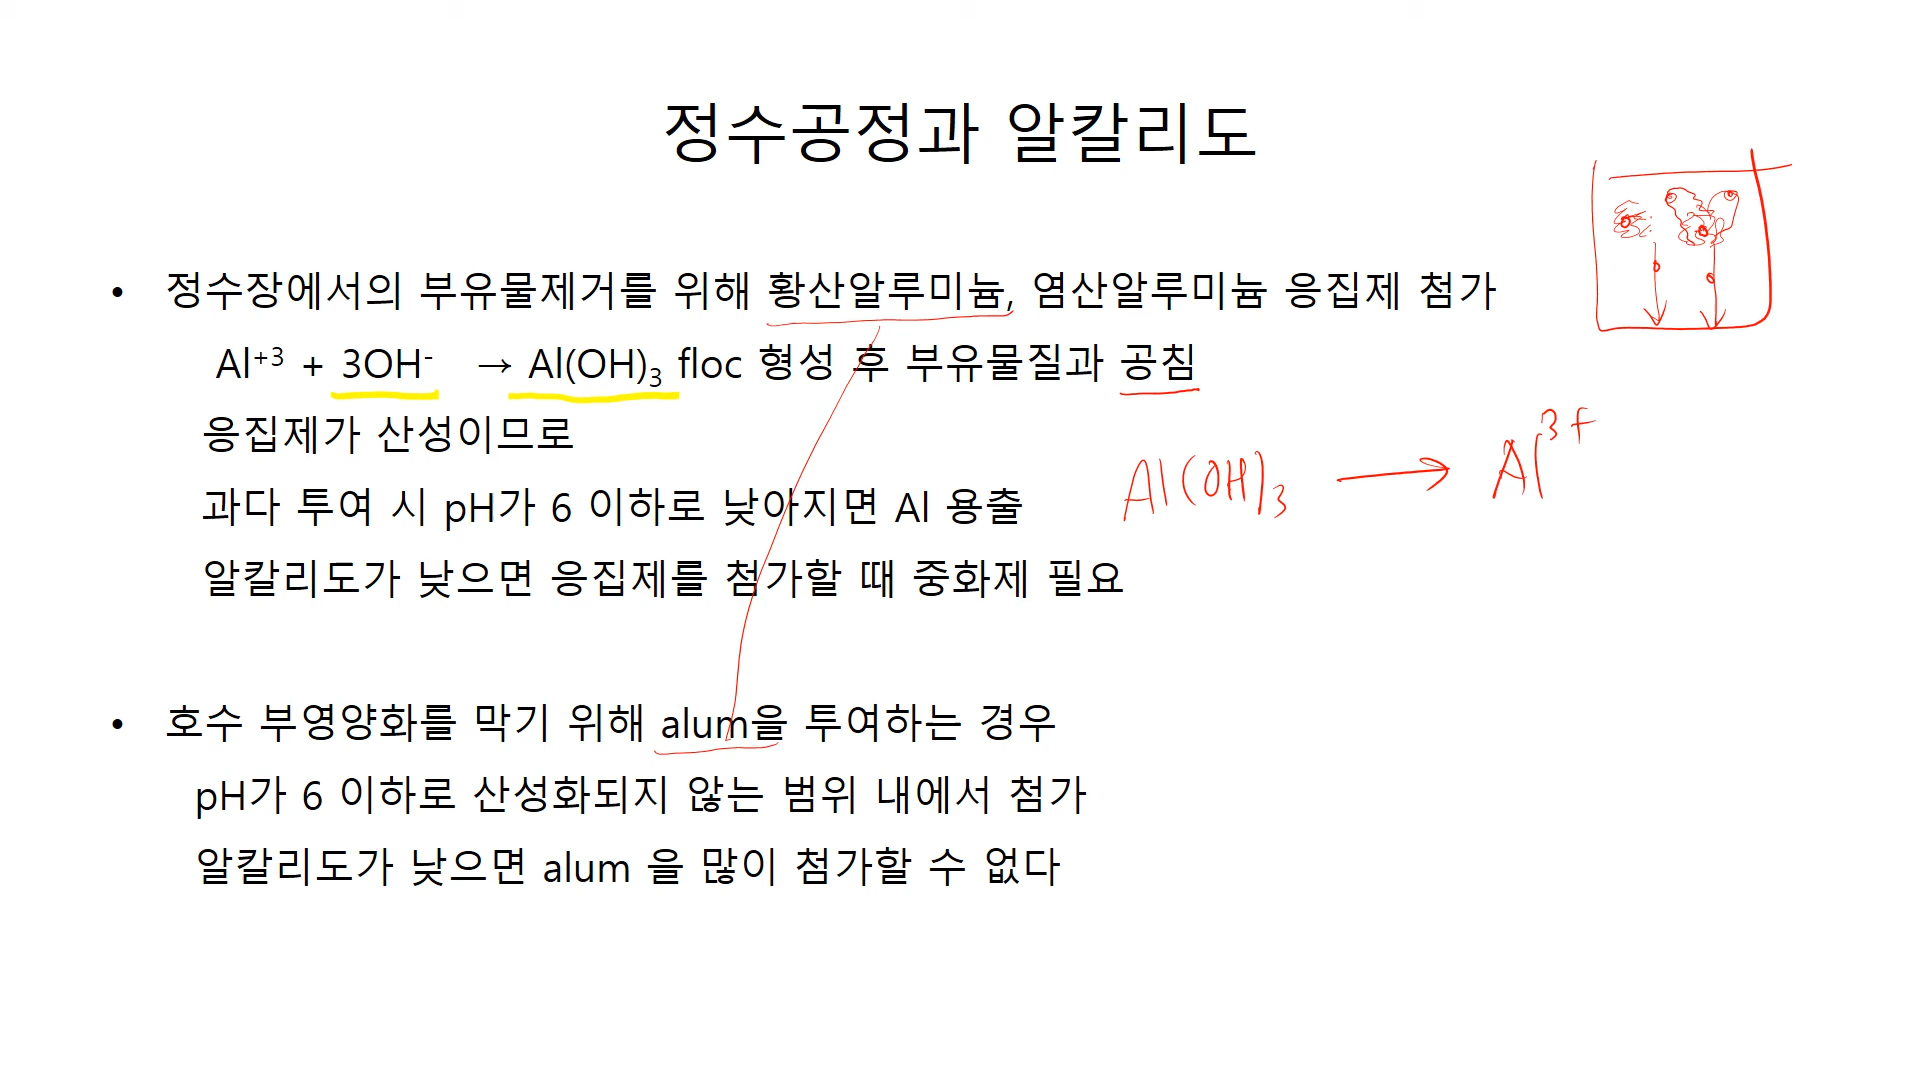 정수공정과 알칼리도
• 정수장에서의 부유물제거를 위해 황산알루미늄, 염산알루미늄 응집제 첨가
Al⁺³ + 3OH⁻ → Al(OH)₃ floc 형성 후 부유물질과 공침
응집제가 산성이므로
과다 투여 시 pH가 6 이하로 낮아지면 Al 용출
Al(OH)₃ → Al³⁺
알칼리도가 낮으면 응집제를 첨가할 때 중화제 필요
• 호수 부영양화를 막기 위해 alum을 투여하는 경우
pH가 6 이하로 산성화되지 않는 범위 내에서 첨가
알칼리도가 낮으면 alum 을 많이 첨가할 수 없다